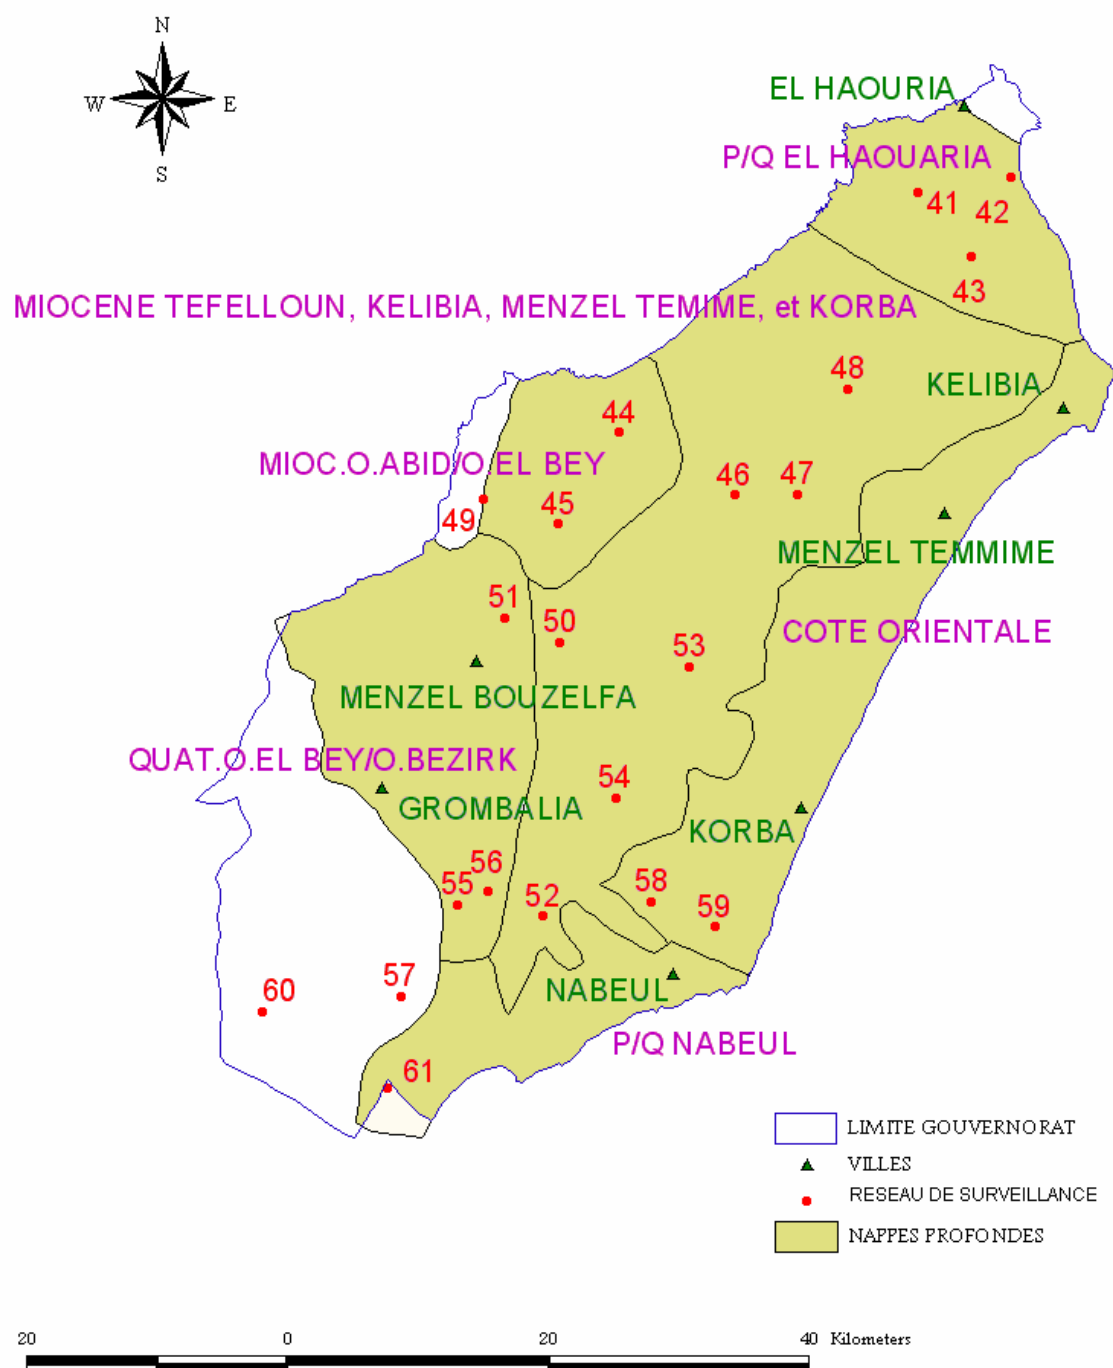 N
W E
S
EL HAOURIA
P/Q EL HAOUARIA
41
42
43
MIOCENE TEFELLOUN, KELIBIA, MENZEL TEMIME, et KORBA
48
KELIBIA
44
MIOC.O.ABID/O EL BEY
46
47
45
49
MENZEL TEMMIME
51
50
COTE ORIENTALE
53
MENZEL BOUZELFA
QUAT.O.EL BEY/O.BEZIRK
54
GROMBALIA
KORBA
56
55
58
52
59
57
NABEUL
60
P/Q NABEUL
61
LIMITE GOUVERNORAT
VILLES
RESEAU DE SURVEILLANCE
NAPPES PROFONDES
20 0 20 40 Kilometers